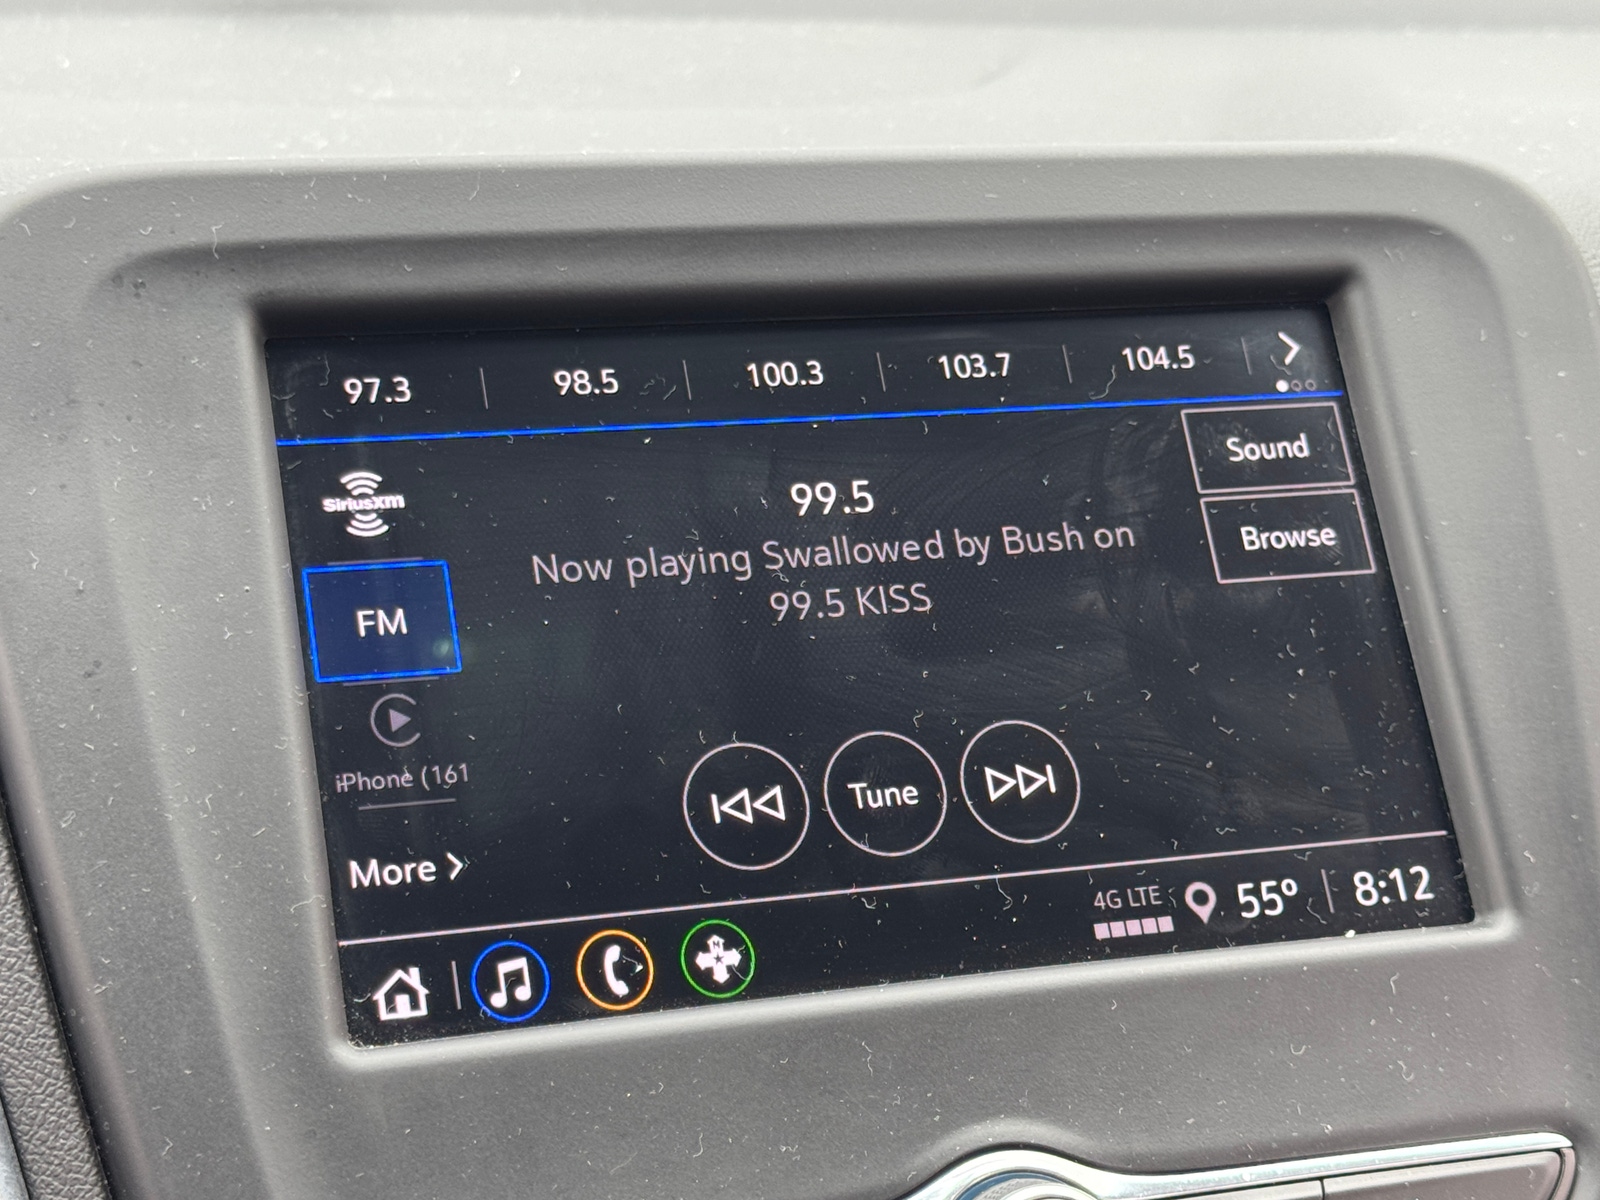 97.3 98.5 100.3 103.7 104.5
SiriusXM
Sound
99.5
Now playing Swallowed by Bush on
99.5 KISS
Browse
FM
iPhone (161
Tune
More
4G LTE 55° 8:12
N